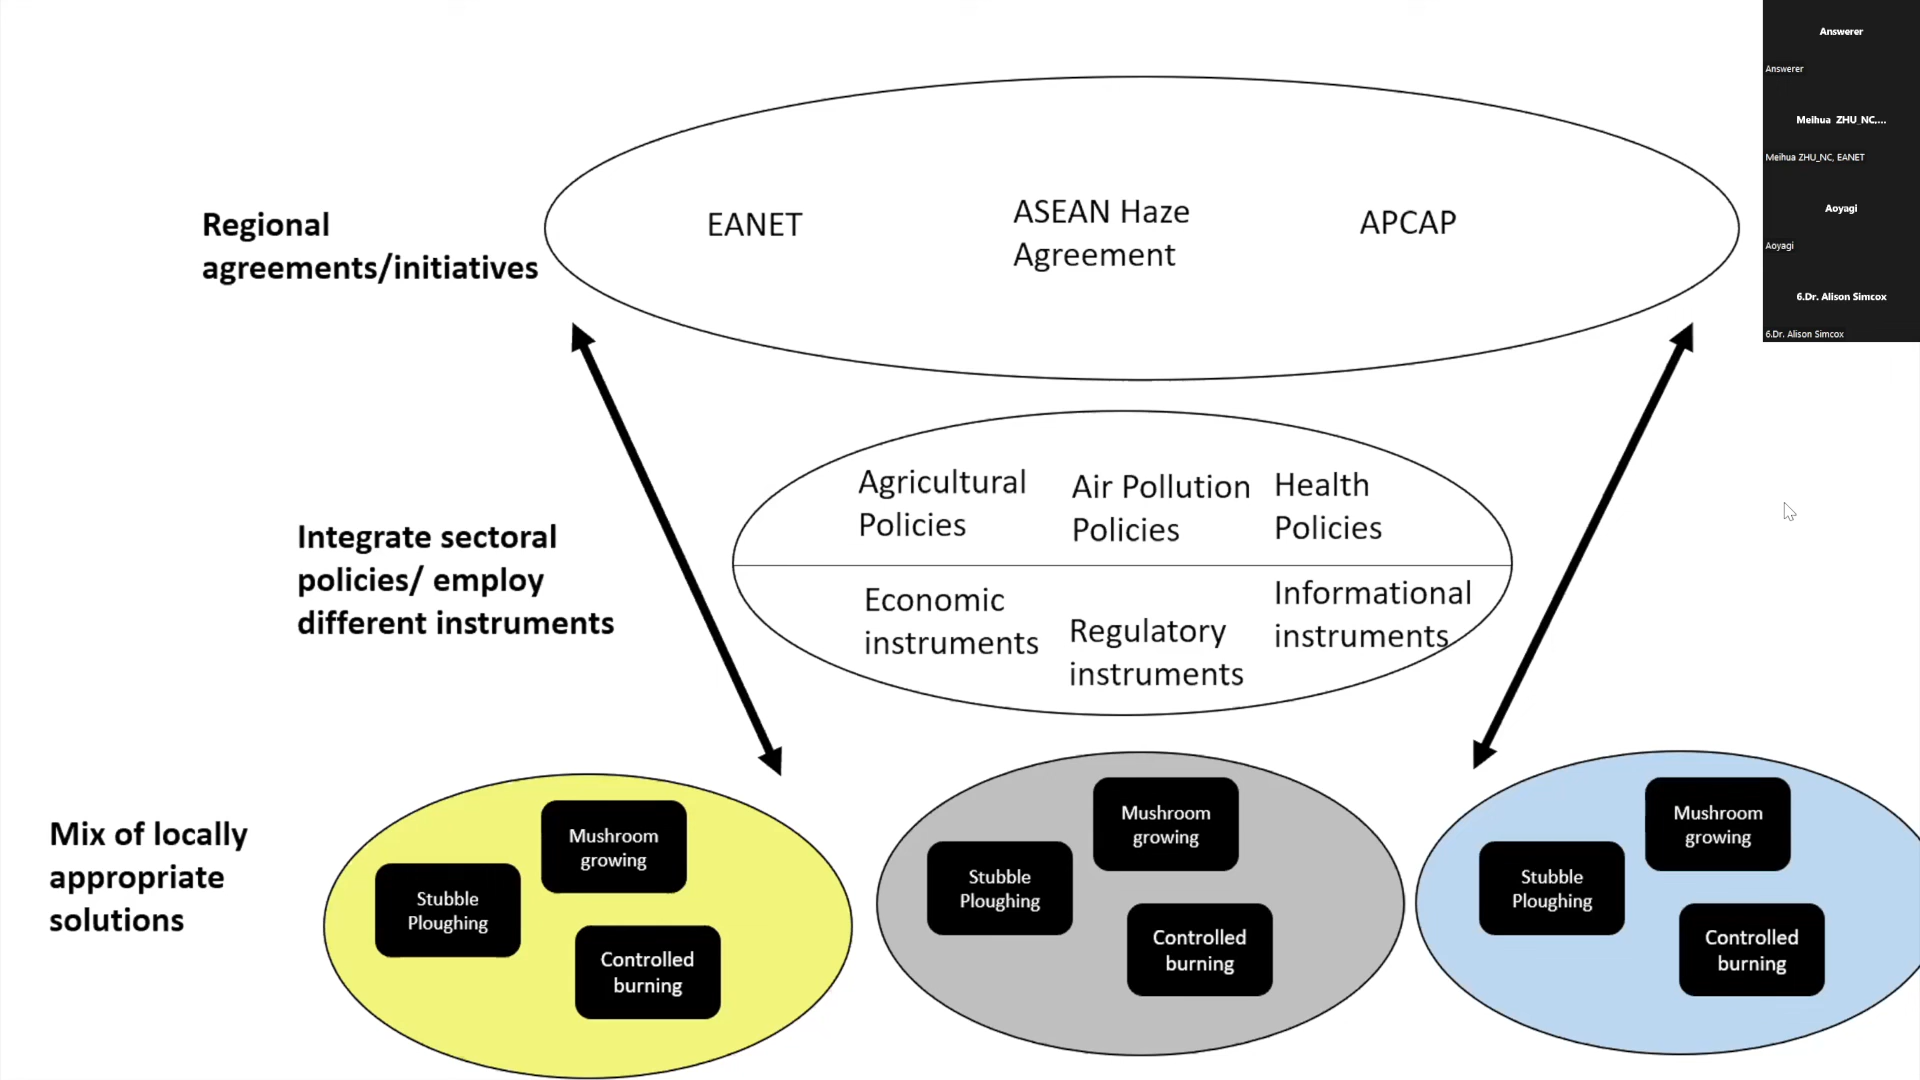 Regional
agreements/initiatives
EANET
ASEAN Haze
Agreement
APCAP
Integrate sectoral
policies/ employ
different instruments
Agricultural
Policies
Air Pollution
Policies
Health
Policies
Economic
instruments
Regulatory
instruments
Informational
instruments
Mix of locally
appropriate
solutions
Mushroom
growing
Stubble
Ploughing
Controlled
burning
Mushroom
growing
Stubble
Ploughing
Controlled
burning
Mushroom
growing
Stubble
Ploughing
Controlled
burning
Answerer
Answerer
Meihua ZHU_NC,...
Meihua ZHU_NC, EANET
Aoyagi
Aoyagi
6.Dr. Alison Simcox
6.Dr. Alison Simcox